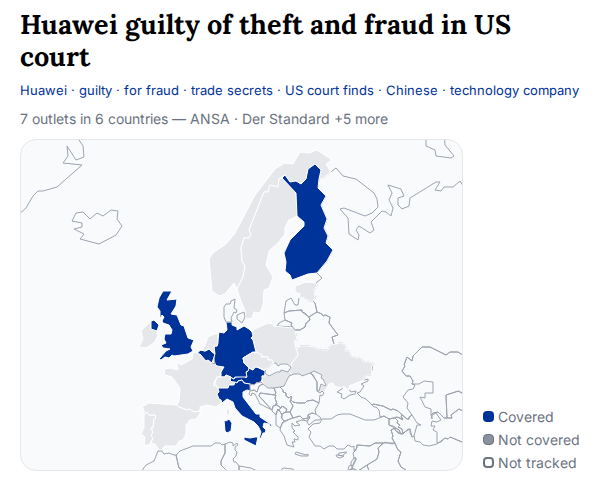 Huawei guilty of theft and fraud in US
court
Huawei · guilty · for fraud · trade secrets · US court finds · Chinese · technology company
7 outlets in 6 countries — ANSA · Der Standard +5 more
Covered
Not covered
Not tracked